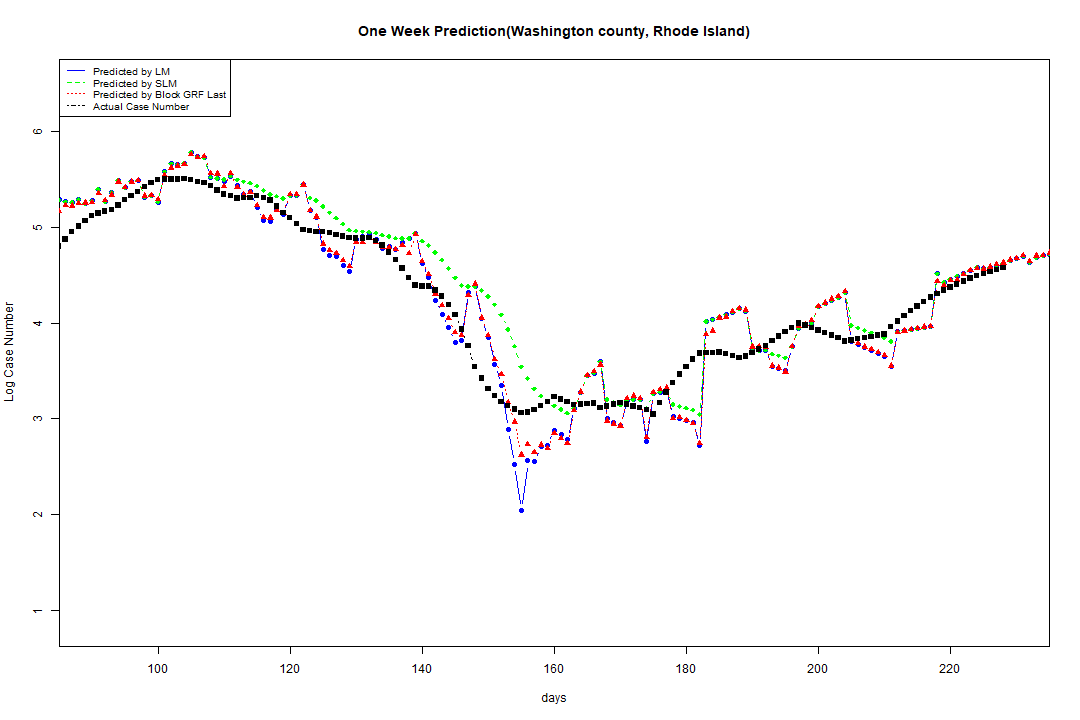 One Week Prediction(Washington county, Rhode Island)
Predicted by LM
Predicted by SLM
Predicted by Block GRF Last
Actual Case Number
Log Case Number
6
5
4
3
2
1
100 120 140 160 180 200 220
days